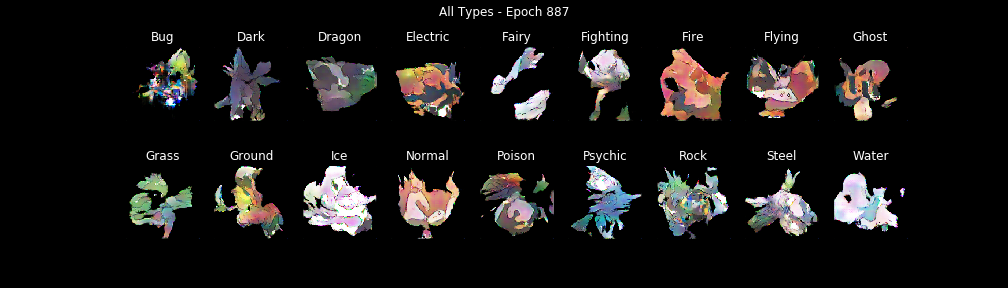 All Types - Epoch 887
Bug Dark Dragon Electric Fairy Fighting Fire Flying Ghost
Grass Ground Ice Normal Poison Psychic Rock Steel Water